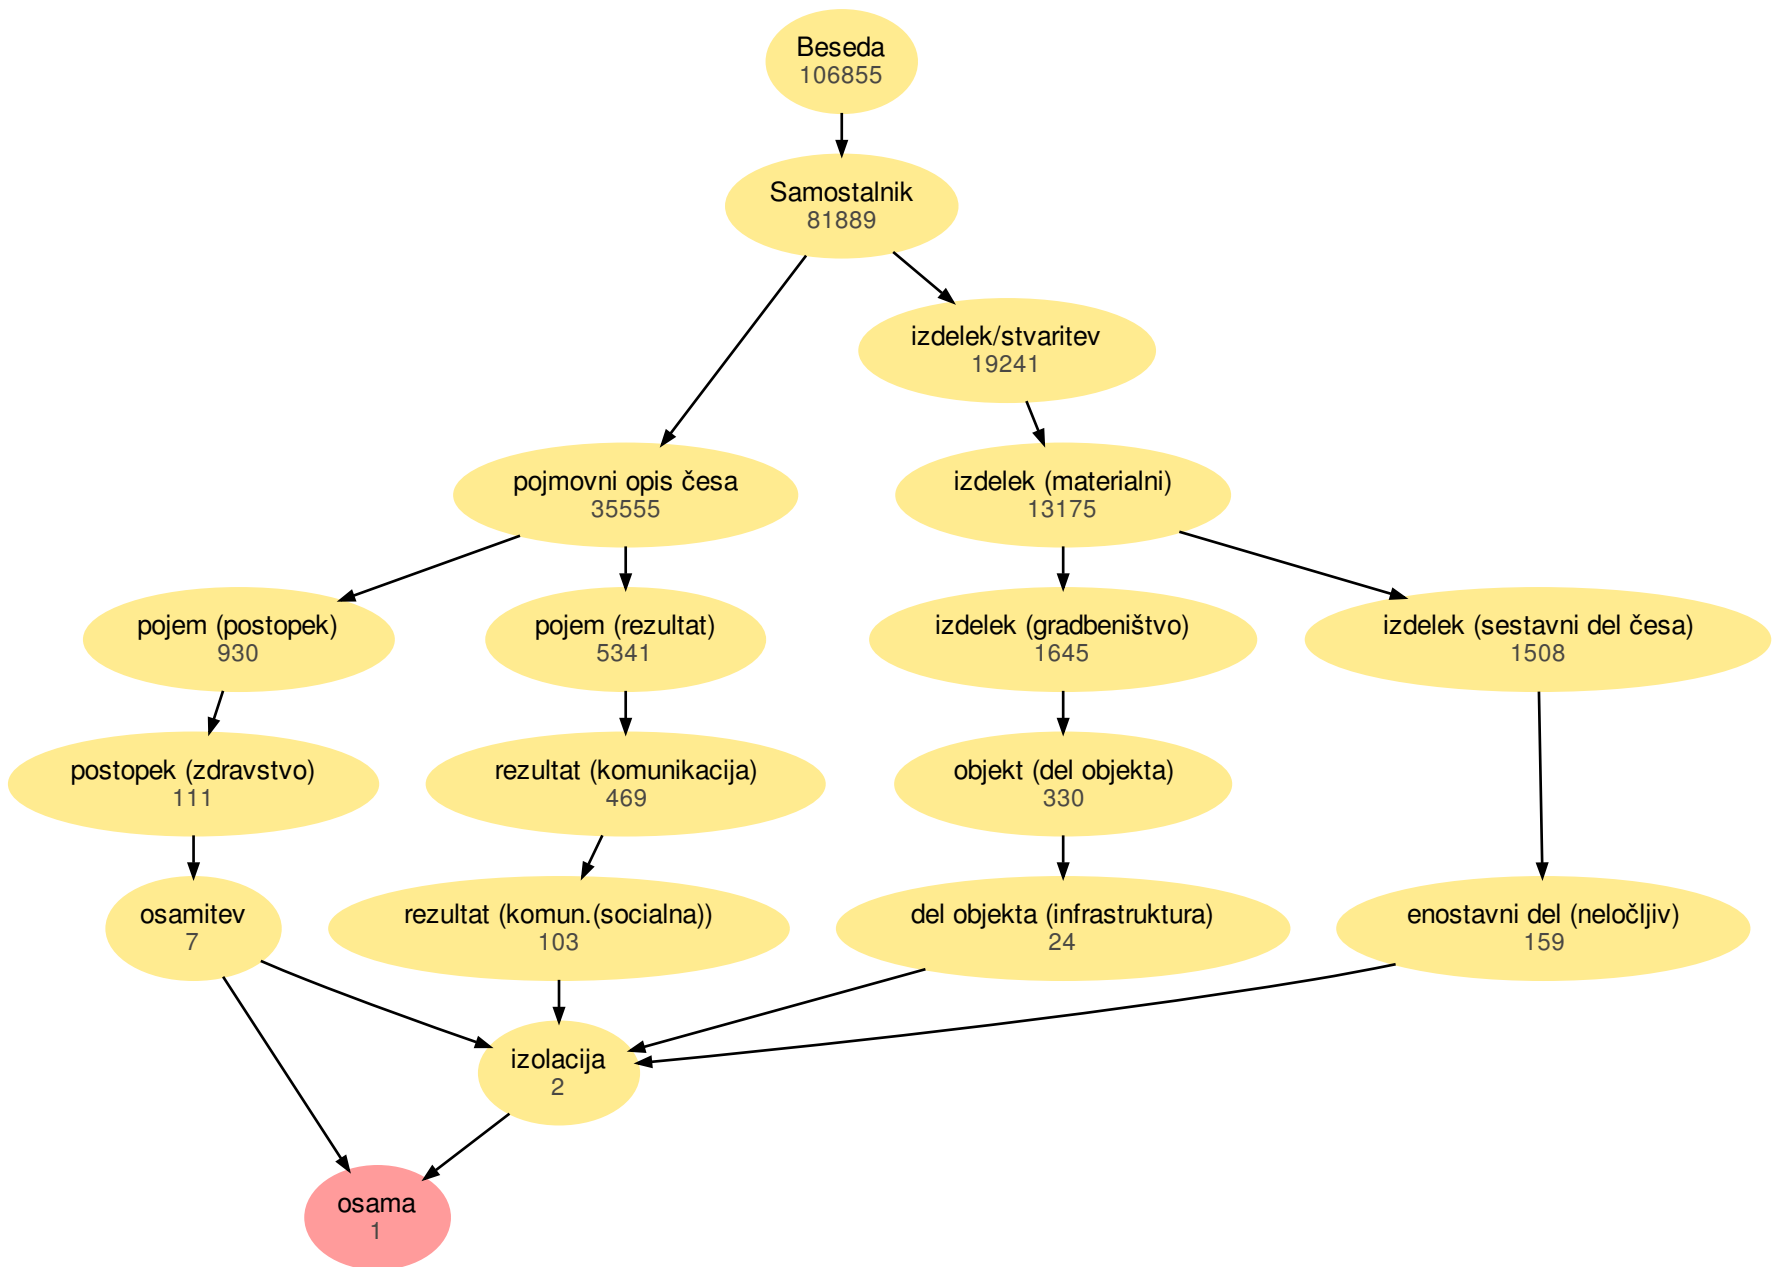 Beseda
106855
Samostalnik
81889
izdelek/stvaritev
19241
pojmovni opis česa
35555
izdelek (materialni)
13175
pojem (postopek)
930
pojem (rezultat)
5341
izdelek (gradbeništvo)
1645
izdelek (sestavni del česa)
1508
postopek (zdravstvo)
111
rezultat (komunikacija)
469
objekt (del objekta)
330
osamitev
7
rezultat (komun.(socialna))
103
del objekta (infrastruktura)
24
enostavni del (neločljiv)
159
izolacija
2
osama
1